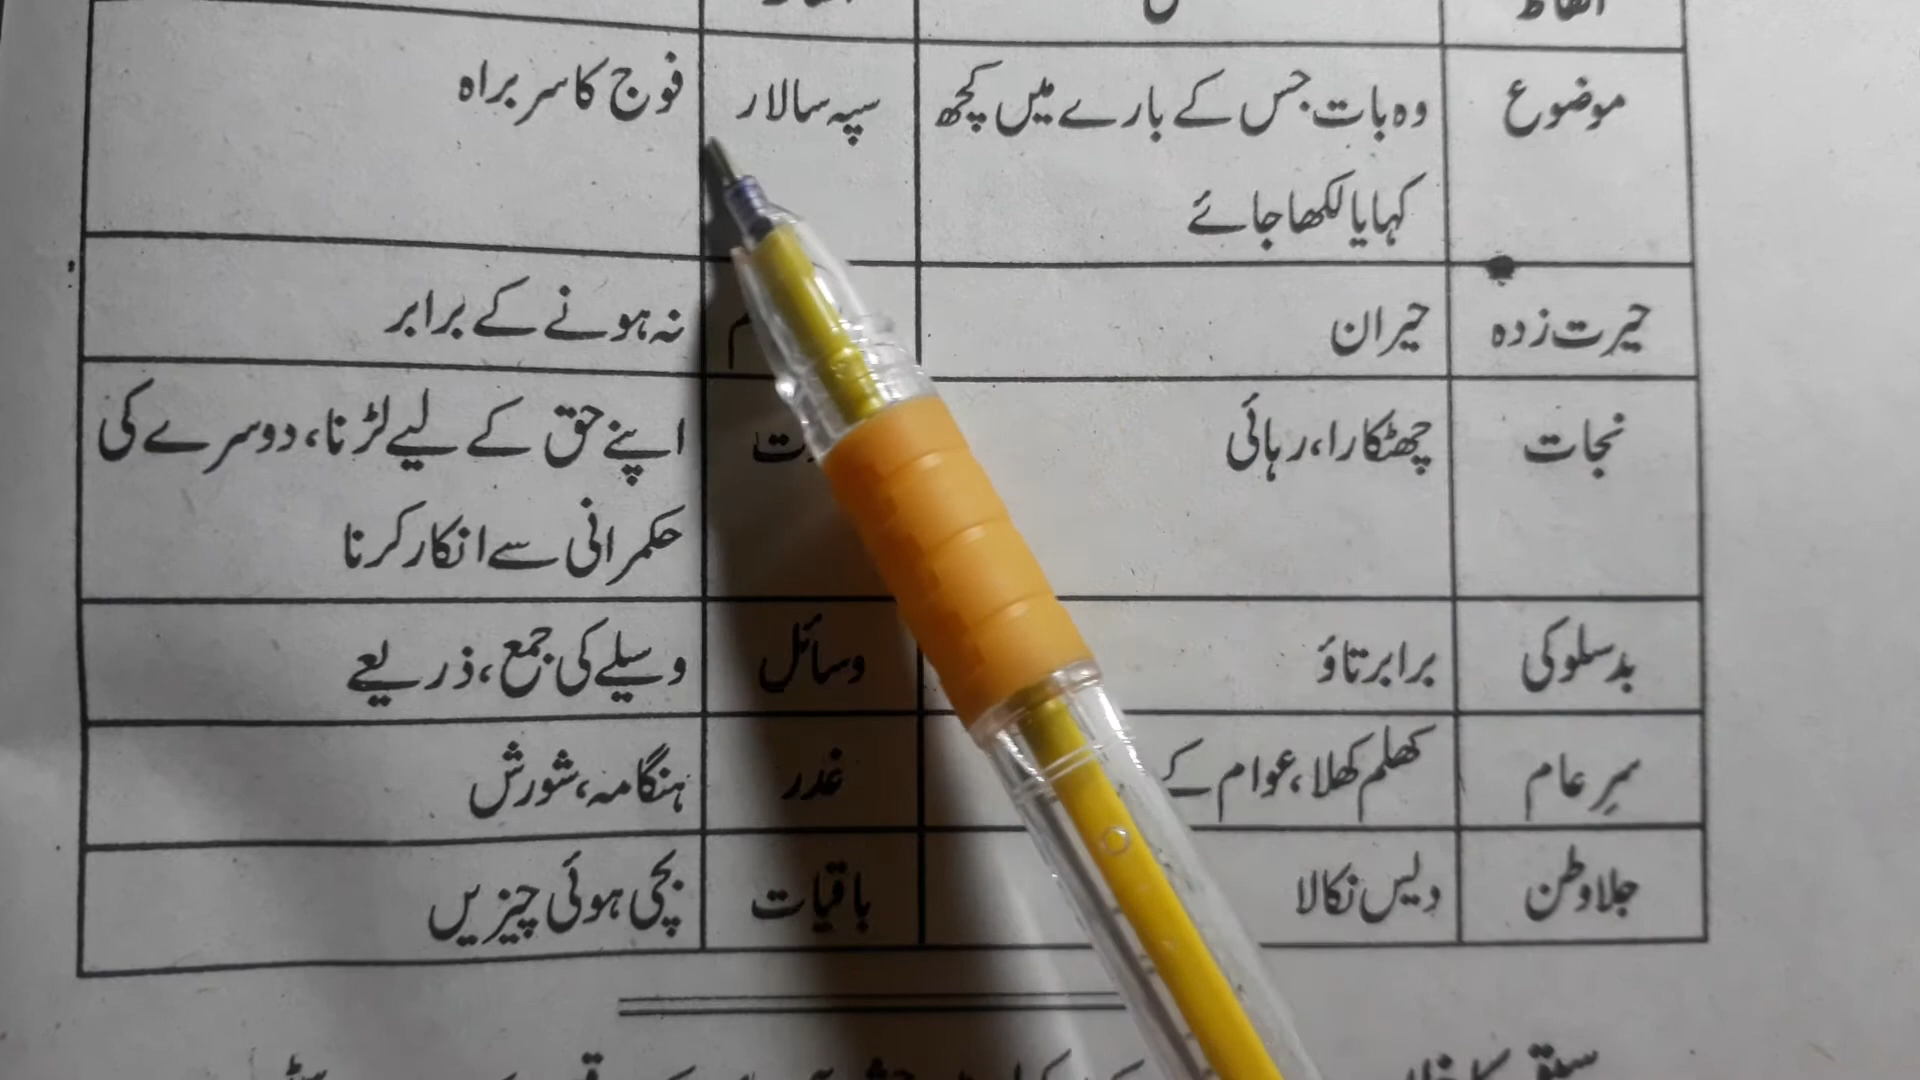 موضوع وہ بات جس کے بارے میں کچھ سپہ سالار فوج کا سربراہ
کہا یا لکھا جائے
حیرت زدہ حیران نہ ہونے کے برابر
نجات چھٹکارا، رہائی اپنے حق کے لیے لڑنا، دوسرے کی
حکمرانی سے انکار کرنا
بدسلوکی برا برتاؤ وسائل وسیلے کی جمع، ذریعے
سرِ عام کھلم کھلا، عوام کے غدر ہنگامہ، شورش
جلاوطن دیس نکالا باقیات بچی ہوئی چیزیں